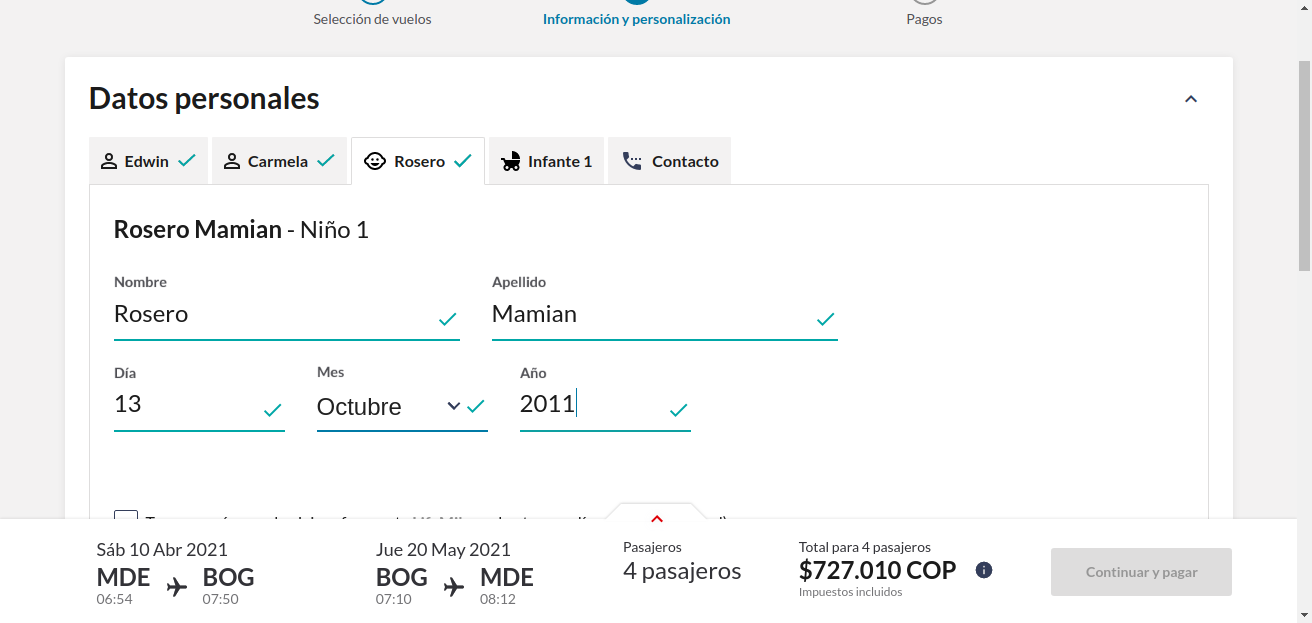 Selección de vuelos
Información y personalización
Pagos
Datos personales
Edwin
Carmela
Rosero
Infante 1
Contacto
Rosero Mamian - Niño 1
Nombre
Apellido
Rosero
Mamian
Día
Mes
Año
13
Octubre
2011
Sáb 10 Abr 2021
Jue 20 May 2021
Pasajeros
Total para 4 pasajeros
MDE
BOG
BOG
MDE
4 pasajeros
$727.010 COP
Continuar y pagar
06:54
07:50
07:10
08:12
Impuestos incluidos